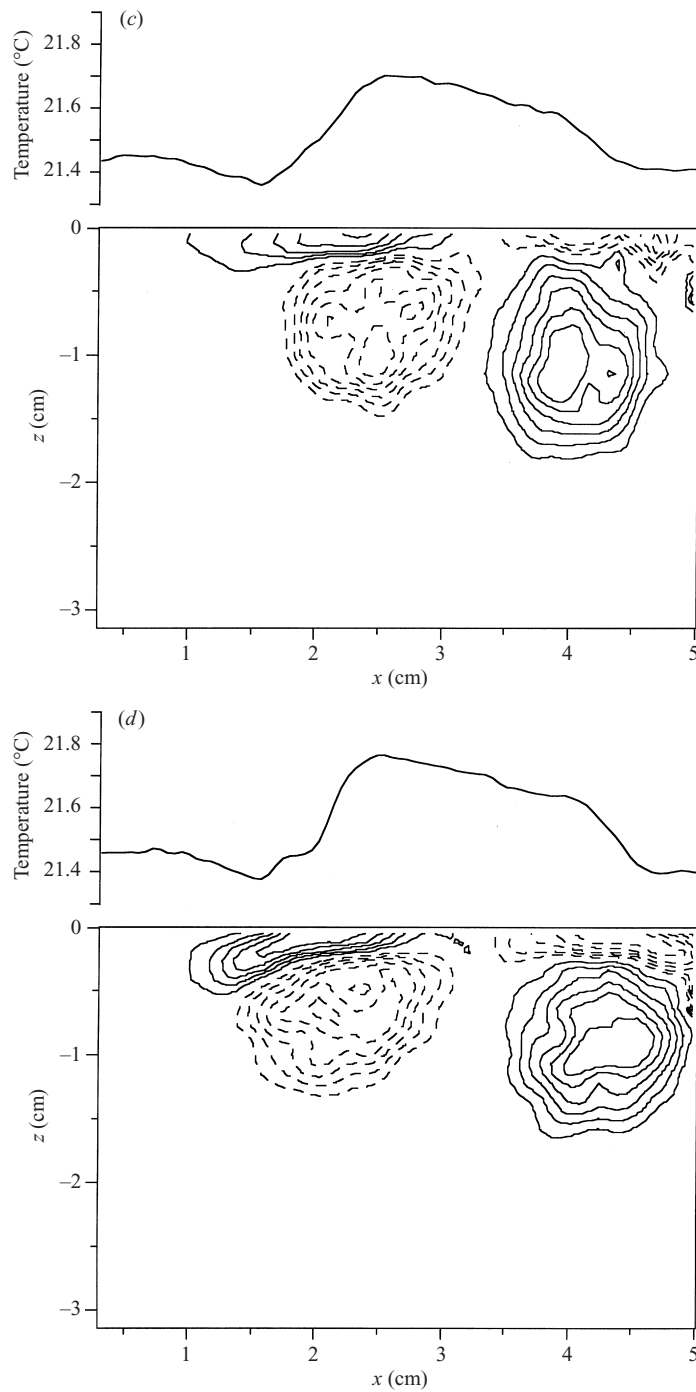 (c)
Temperature (°C)
21.8
21.6
21.4
0
–1
–2
–3
z (cm)
1 2 3 4 5
x (cm)
(d)
Temperature (°C)
21.8
21.6
21.4
0
–1
–2
–3
z (cm)
1 2 3 4 5
x (cm)